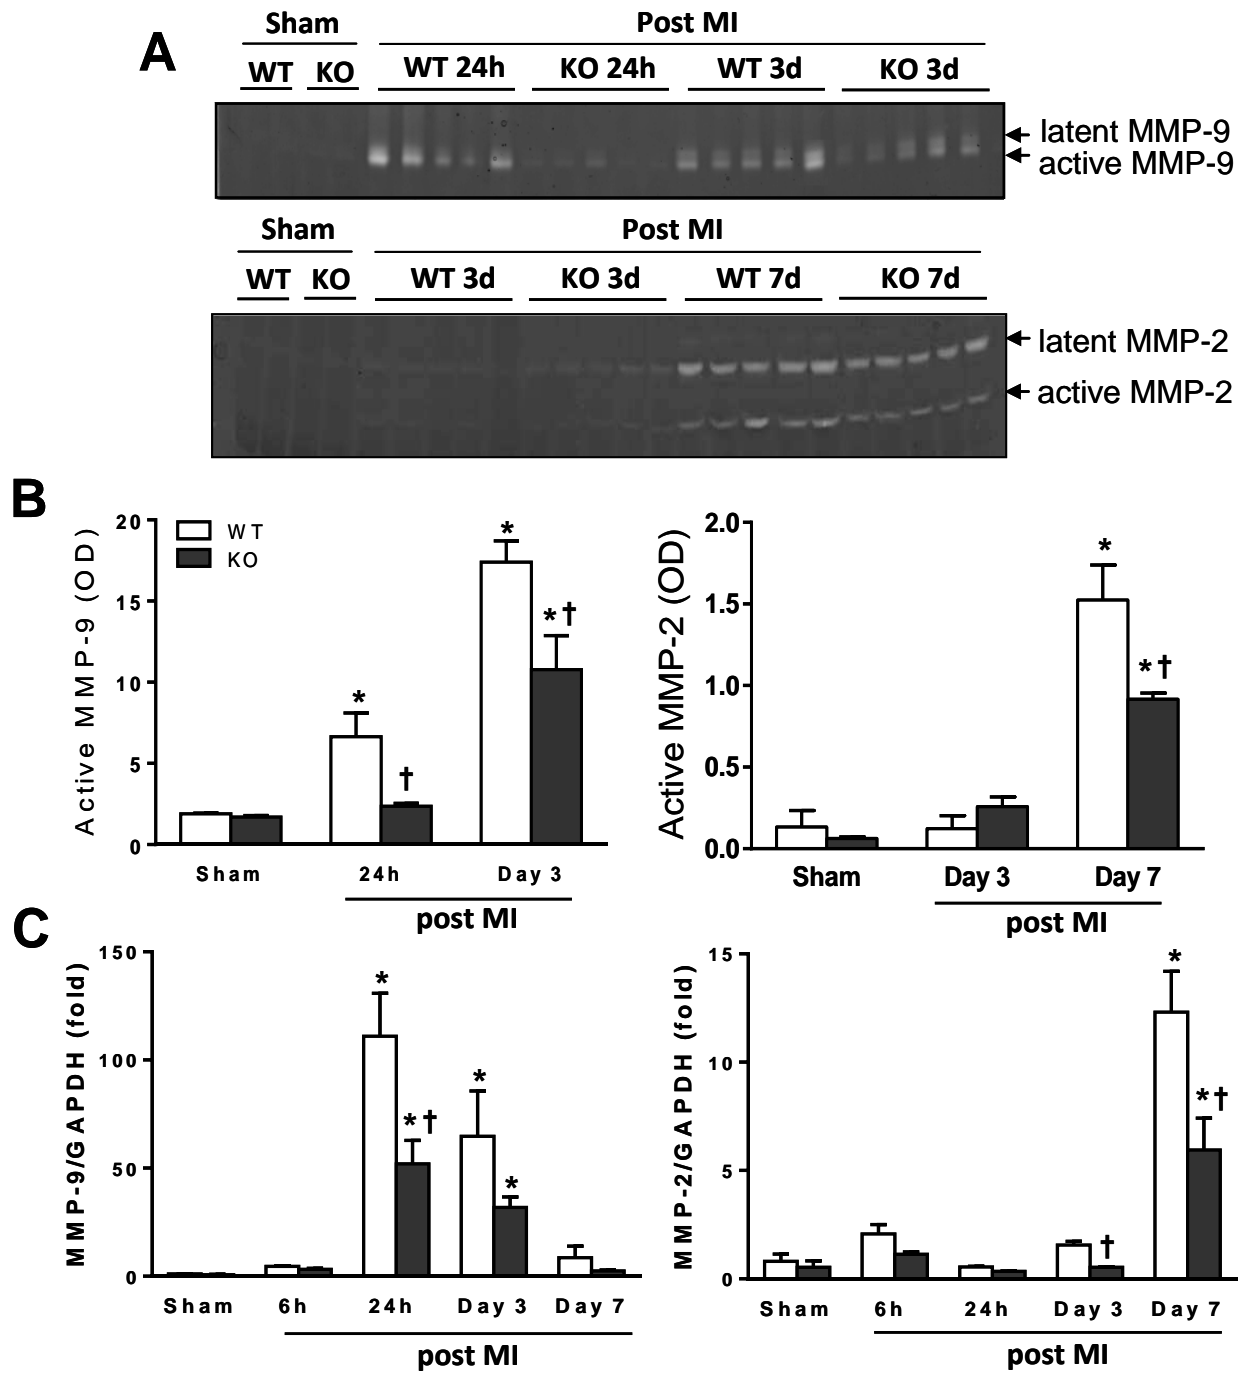 A
Sham Post MI
WT KO WT 24h KO 24h WT 3d KO 3d
latent MMP-9
active MMP-9
Sham Post MI
WT KO WT 3d KO 3d WT 7d KO 7d
latent MMP-2
active MMP-2
B
Active MMP-9 (OD)
20
15
10
5
0
WT
KO
*
†
*
*†
Sham 24h Day 3
post MI
Active MMP-2 (OD)
2.0
1.5
1.0
0.5
0.0
*
*†
Sham Day 3 Day 7
post MI
C
MMP-9/GAPDH (fold)
150
100
50
0
*
*†
*
*
Sham 6h 24h Day 3 Day 7
post MI
MMP-2/GAPDH (fold)
15
10
5
0
†
*
*†
Sham 6h 24h Day 3 Day 7
post MI